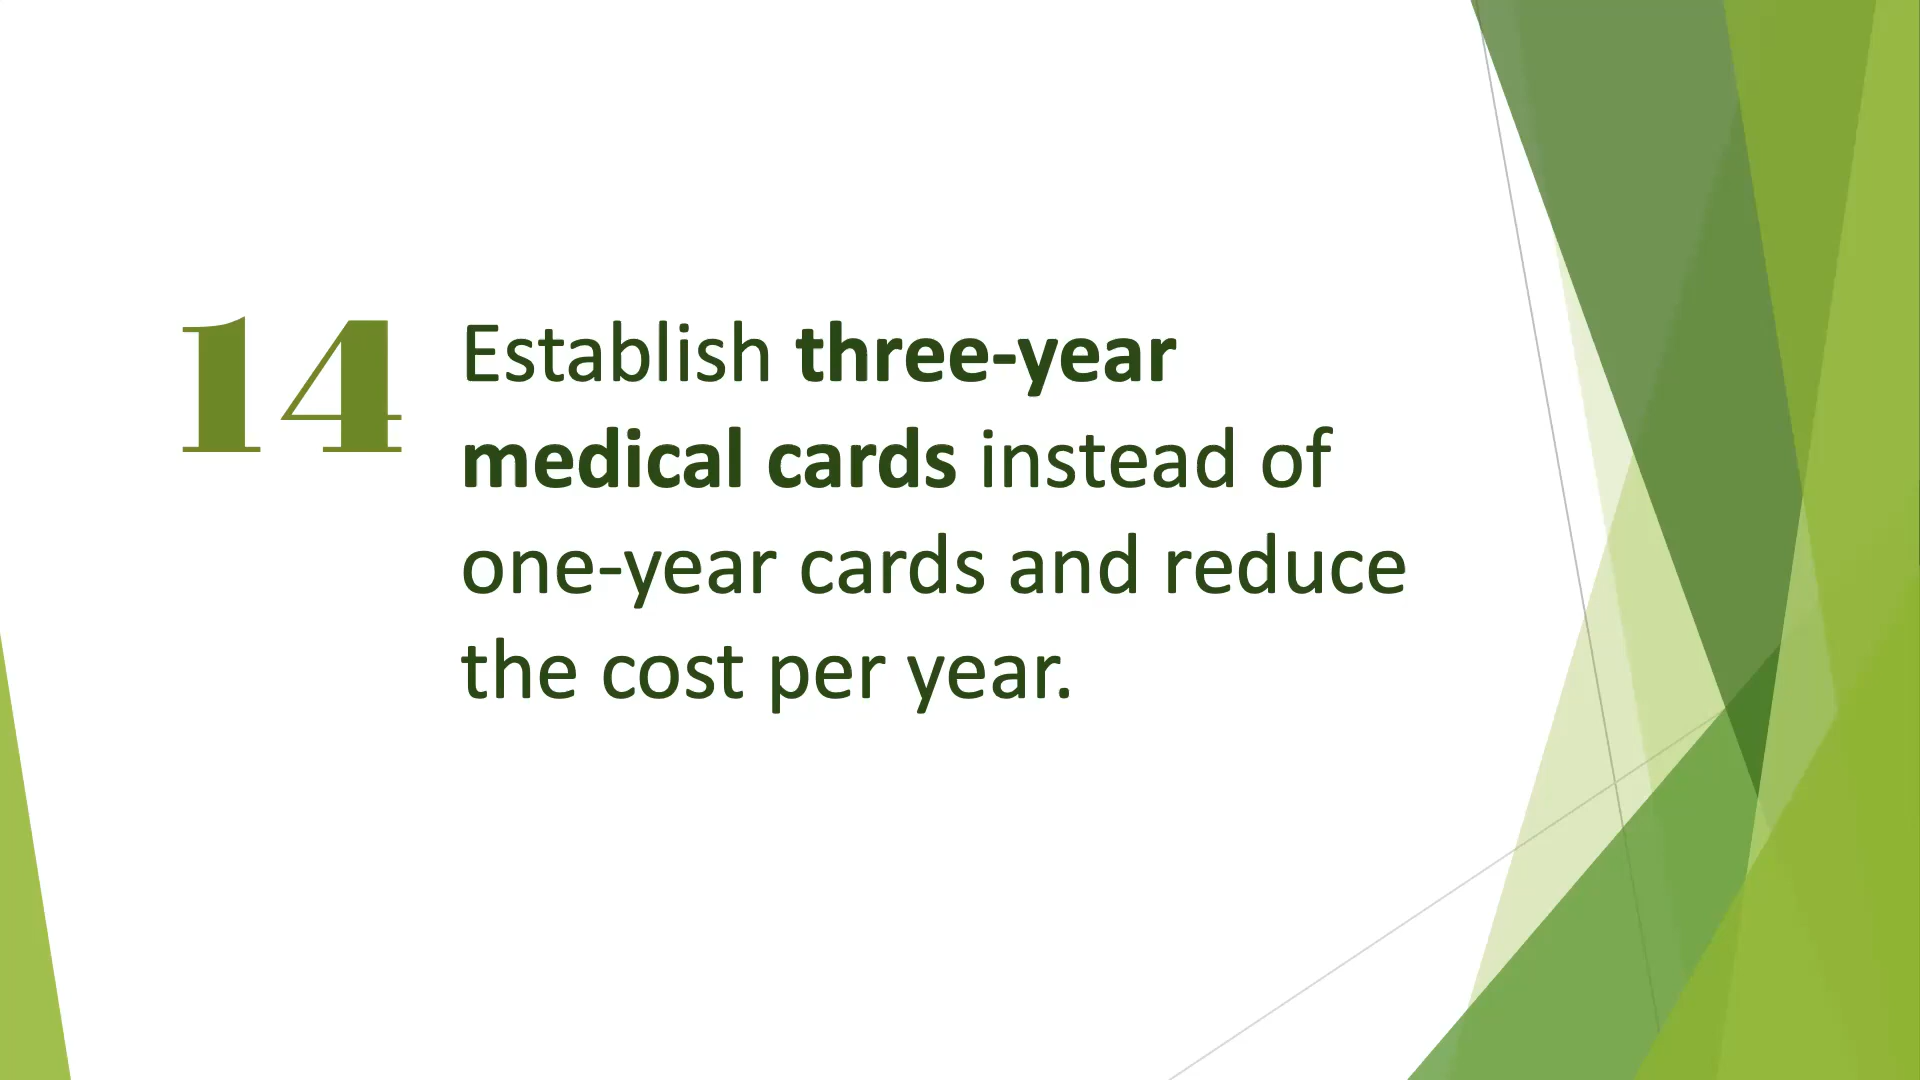 14
Establish three-year
medical cards instead of
one-year cards and reduce
the cost per year.